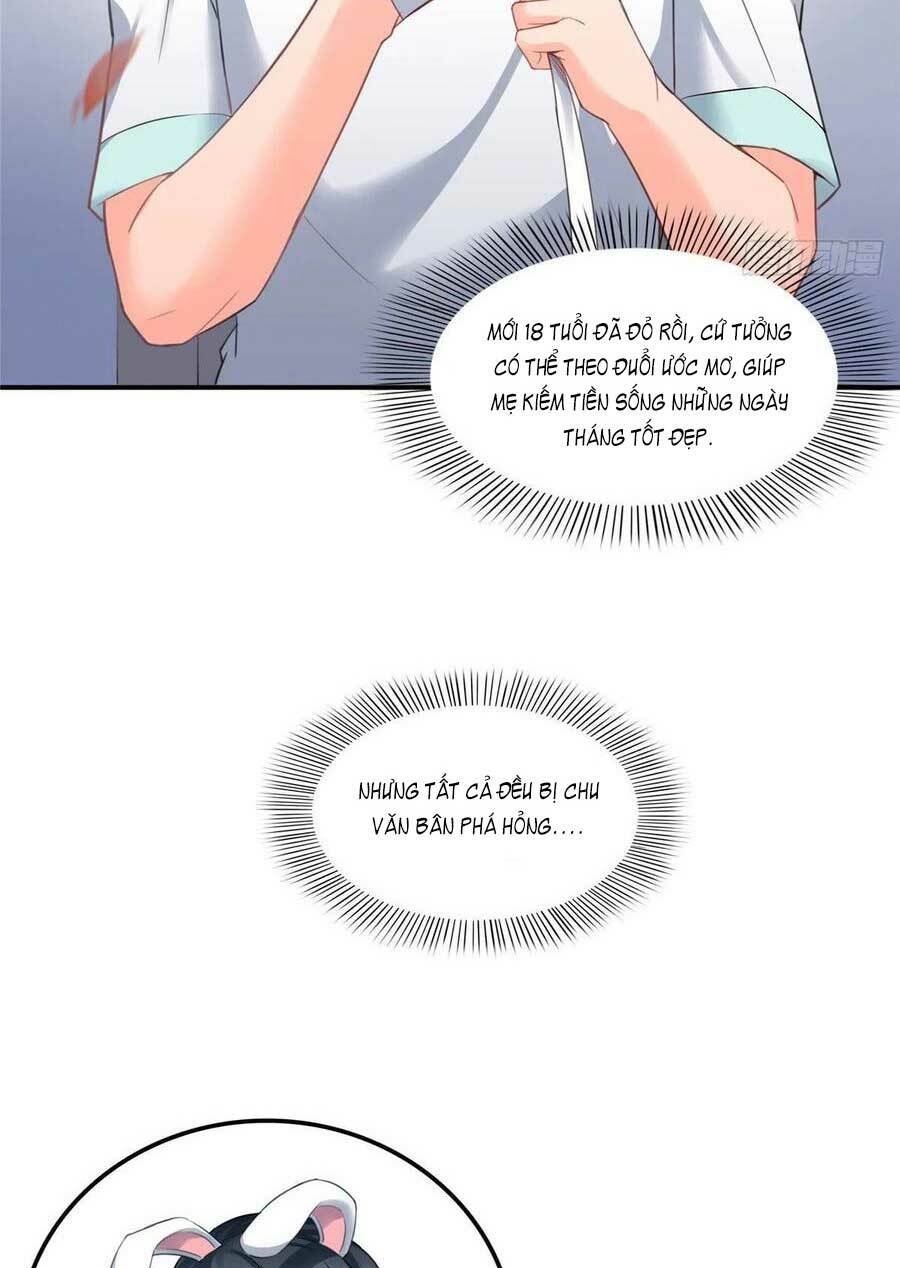 MỚI 18 TUỔI ĐÃ ĐỎ RỒI, CỨ TƯỞNG
CÓ THỂ THEO ĐUỔI ƯỚC MƠ, GIÚP
MẸ KIẾM TIỀN SỐNG NHỮNG NGÀY
THÁNG TỐT ĐẸP.
NHƯNG TẤT CẢ ĐỀU BỊ CHU
VĂN BÂN PHÁ HỎNG....